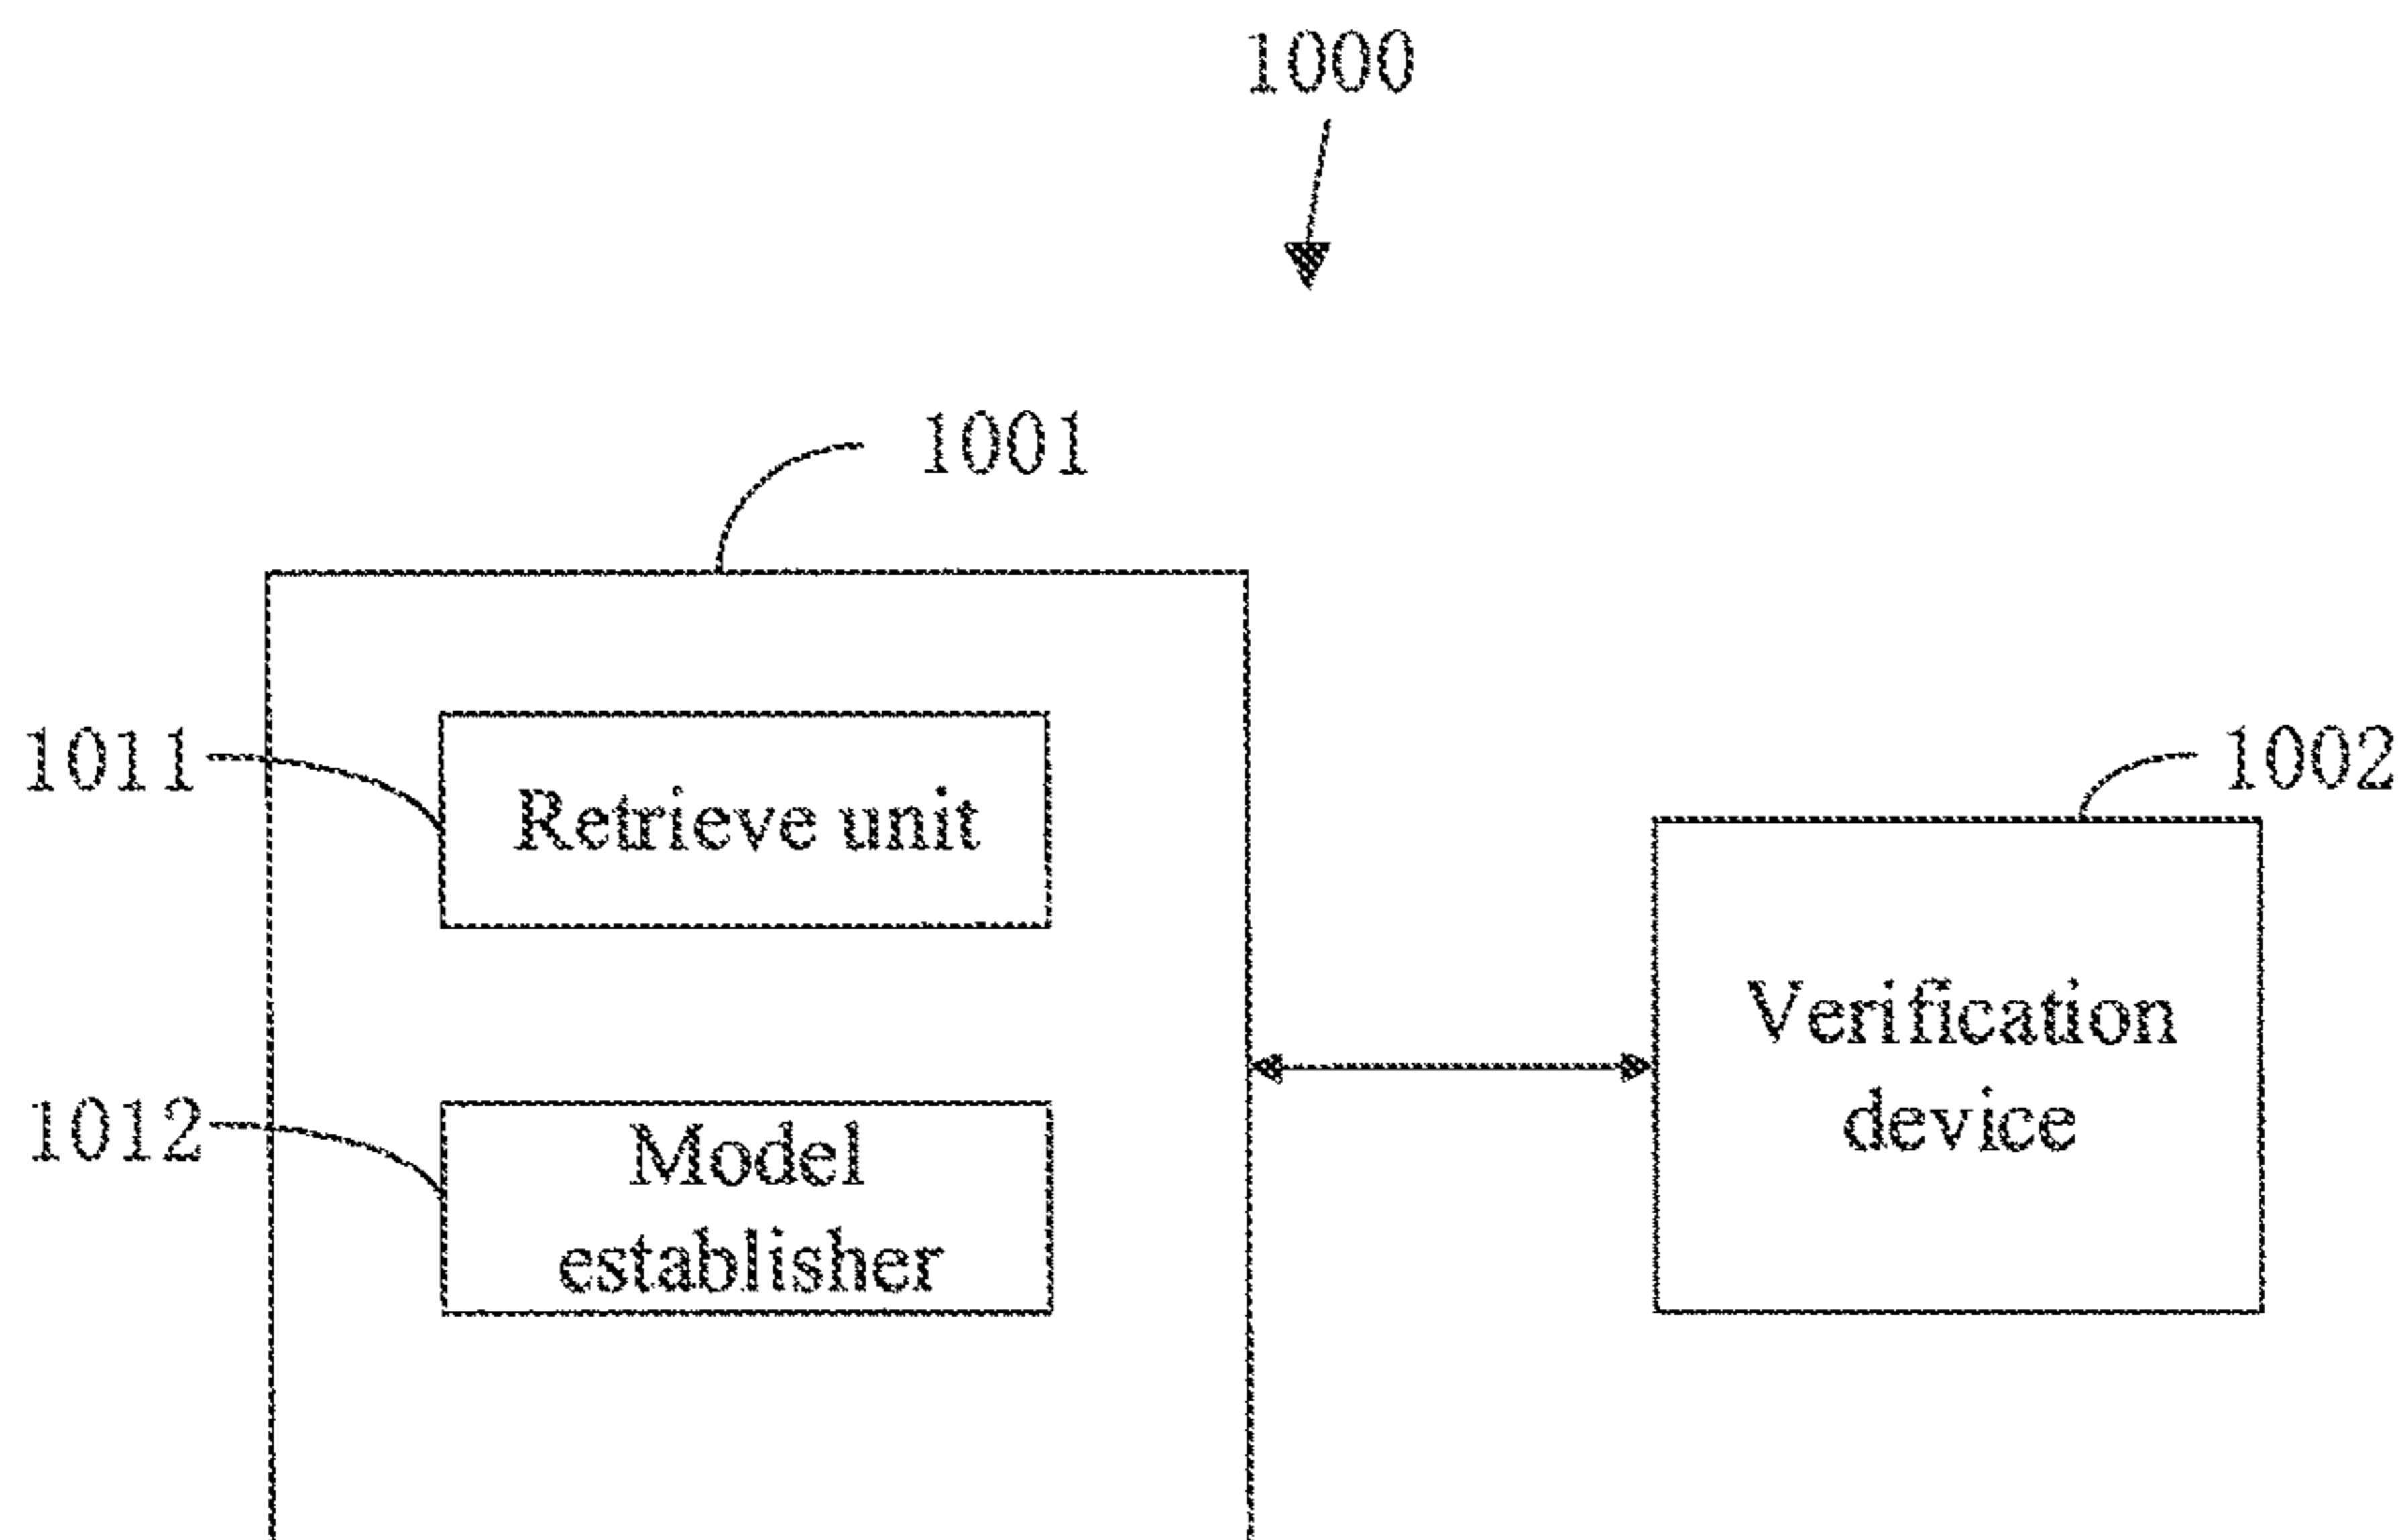 1000
1001
1011
Retrieve unit
1002
Verification
device
1012
Model
establisher